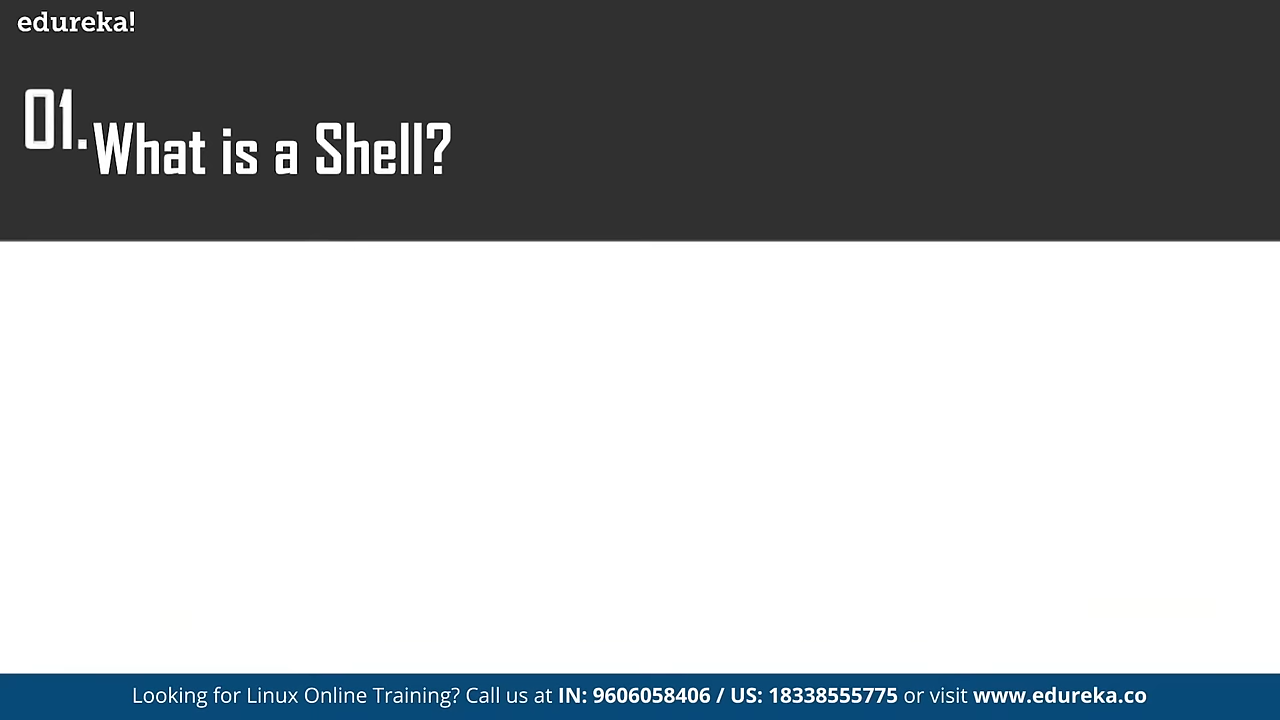 edureka!
01. What is a Shell?
Looking for Linux Online Training? Call us at IN: 9606058406 / US: 18338555775 or visit www.edureka.co